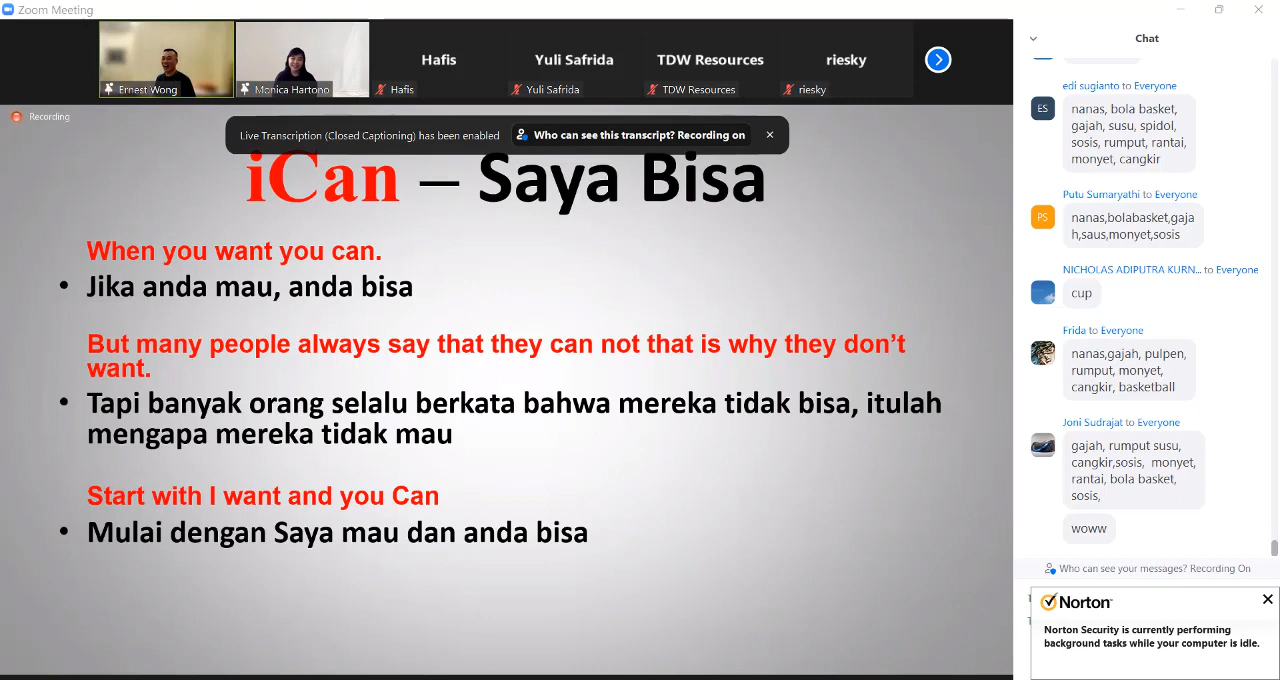 Zoom Meeting
Hafis
Yuli Safrida
TDW Resources
riesky
Ernest Wong
Monica Hartono
Hafis
Yuli Safrida
TDW Resources
riesky
Recording
Live Transcription (Closed Captioning) has been enabled
Who can see this transcript? Recording on
iCan – Saya Bisa
When you want you can.
• Jika anda mau, anda bisa
But many people always say that they can not that is why they don’t
want.
• Tapi banyak orang selalu berkata bahwa mereka tidak bisa, itulah
mengapa mereka tidak mau
Start with I want and you Can
• Mulai dengan Saya mau dan anda bisa
Chat
edi sugianto to Everyone
ES
nanas, bola basket,
gajah, susu, spidol,
sosis, rumput, rantai,
monyet, cangkir
Putu Sumaryathi to Everyone
PS
nanas,bolabasket,gaja
h,saus,monyet,sosis
NICHOLAS ADIPUTRA KURN... to Everyone
cup
Frida to Everyone
nanas,gajah, pulpen,
rumput, monyet,
cangkir, basketball
Joni Sudrajat to Everyone
gajah, rumput susu,
cangkir,sosis, monyet,
rantai, bola basket,
sosis,
woww
Who can see your messages? Recording On
Norton
Norton Security is currently performing
background tasks while your computer is idle.